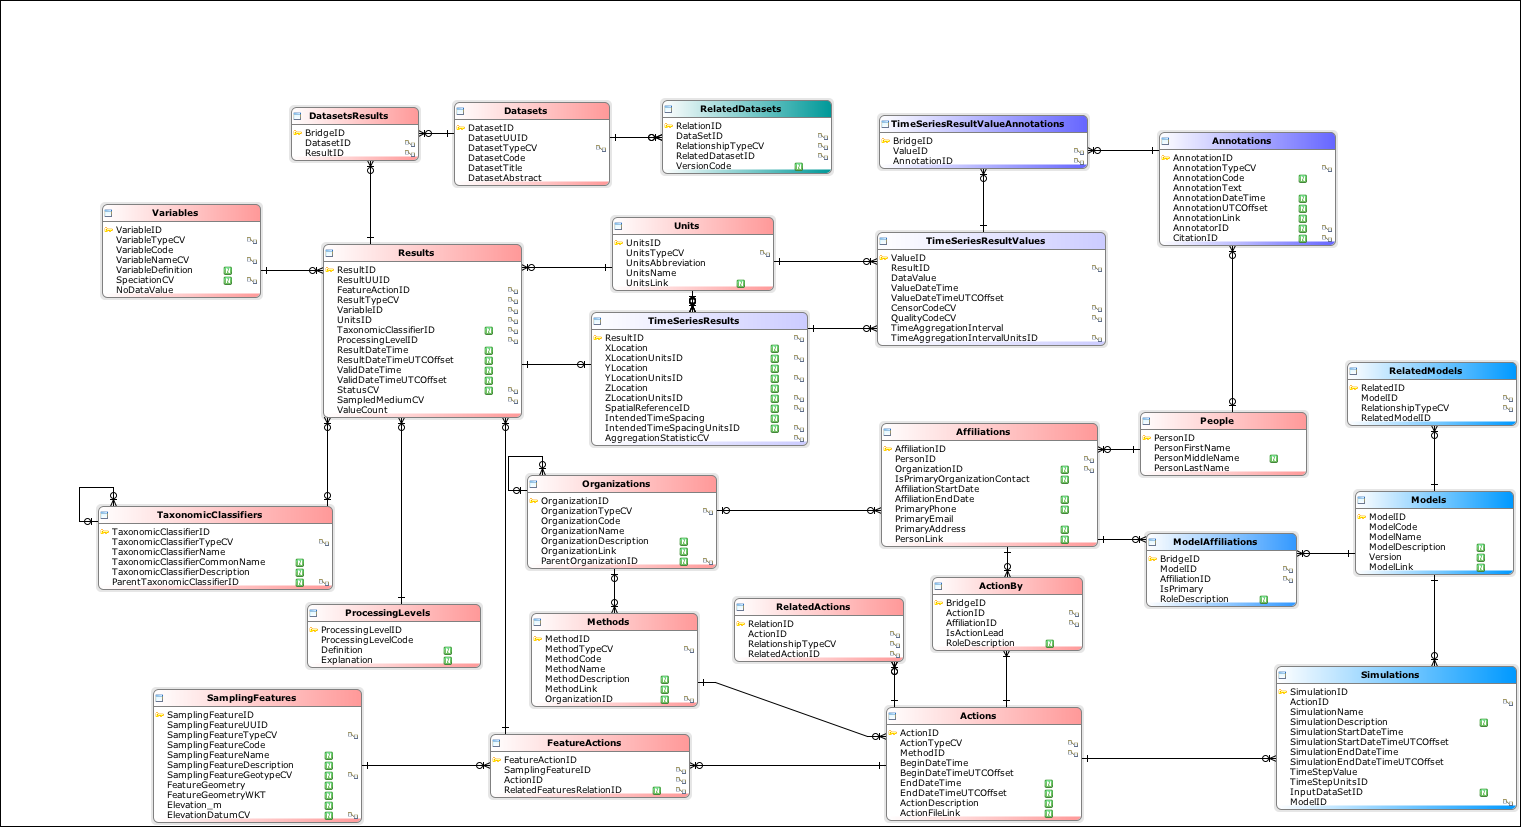 DatasetsResults
BridgeID
DatasetID
ResultID
Datasets
DatasetID
DatasetUUID
DatasetTypeCV
DatasetCode
DatasetTitle
DatasetAbstract
RelatedDatasets
RelationID
DataSetID
RelationshipTypeCV
RelatedDatasetID
VersionCode N
TimeSeriesResultValueAnnotations
BridgeID
ValueID
AnnotationID
Annotations
AnnotationID
AnnotationTypeCV
AnnotationCode N
AnnotationText
AnnotationDateTime N
AnnotationUTCOffset N
AnnotationLink N
AnnotatorID N
CitationID N
Variables
VariableID
VariableTypeCV
VariableCode
VariableNameCV
VariableDefinition N
SpeciationCV N
NoDataValue
Results
ResultID
ResultUUID
FeatureActionID
ResultTypeCV
VariableID
UnitsID
TaxonomicClassifierID N
ProcessingLevelID
ResultDateTime N
ResultDateTimeUTCOffset N
ValidDateTime N
ValidDateTimeUTCOffset N
StatusCV N
SampledMediumCV
ValueCount
Units
UnitsID
UnitsTypeCV
UnitsAbbreviation
UnitsName
UnitsLink N
TimeSeriesResultValues
ValueID
ResultID
DataValue
ValueDateTime
ValueDateTimeUTCOffset
CensorCodeCV
QualityCodeCV
TimeAggregationInterval
TimeAggregationIntervalUnitsID
TimeSeriesResults
ResultID
XLocation N
XLocationUnitsID N
YLocation N
YLocationUnitsID N
ZLocation N
ZLocationUnitsID N
SpatialReferenceID N
IntendedTimeSpacing N
IntendedTimeSpacingUnitsID N
AggregationStatisticCV
RelatedModels
RelatedID
ModelID
RelationshipTypeCV
RelatedModelID
People
PersonID
PersonFirstName
PersonMiddleName N
PersonLastName
Affiliations
AffiliationID
PersonID
OrganizationID N
IsPrimaryOrganizationContact N
AffiliationStartDate
AffiliationEndDate N
PrimaryPhone N
PrimaryEmail
PrimaryAddress N
PersonLink N
Organizations
OrganizationID
OrganizationTypeCV
OrganizationCode
OrganizationName
OrganizationDescription N
OrganizationLink N
ParentOrganizationID N
TaxonomicClassifiers
TaxonomicClassifierID
TaxonomicClassifierTypeCV
TaxonomicClassifierName
TaxonomicClassifierCommonName N
TaxonomicClassifierDescription N
ParentTaxonomicClassifierID N
Models
ModelID
ModelCode
ModelName
ModelDescription N
Version N
ModelLink N
ModelAffiliations
BridgeID
ModelID
AffiliationID
IsPrimary
RoleDescription N
ProcessingLevels
ProcessingLevelID
ProcessingLevelCode
Definition N
Explanation N
Methods
MethodID
MethodTypeCV
MethodCode
MethodName
MethodDescription N
MethodLink N
OrganizationID N
RelatedActions
RelationID
ActionID
RelationshipTypeCV
RelatedActionID
ActionBy
BridgeID
ActionID
AffiliationID
IsActionLead
RoleDescription N
SamplingFeatures
SamplingFeatureID
SamplingFeatureUUID
SamplingFeatureTypeCV
SamplingFeatureCode
SamplingFeatureName N
SamplingFeatureDescription N
SamplingFeatureGeotypeCV N
FeatureGeometry N
FeatureGeometryWKT N
Elevation_m N
ElevationDatumCV N
FeatureActions
FeatureActionID
SamplingFeatureID
ActionID
RelatedFeaturesRelationID N
Actions
ActionID
ActionTypeCV
MethodID
BeginDateTime
BeginDateTimeUTCOffset
EndDateTime N
EndDateTimeUTCOffset N
ActionDescription N
ActionFileLink N
Simulations
SimulationID
ActionID
SimulationName
SimulationDescription N
SimulationStartDateTime
SimulationStartDateTimeUTCOffset
SimulationEndDateTime
SimulationEndDateTimeUTCOffset
TimeStepValue
TimeStepUnitsID
InputDataSetID N
ModelID